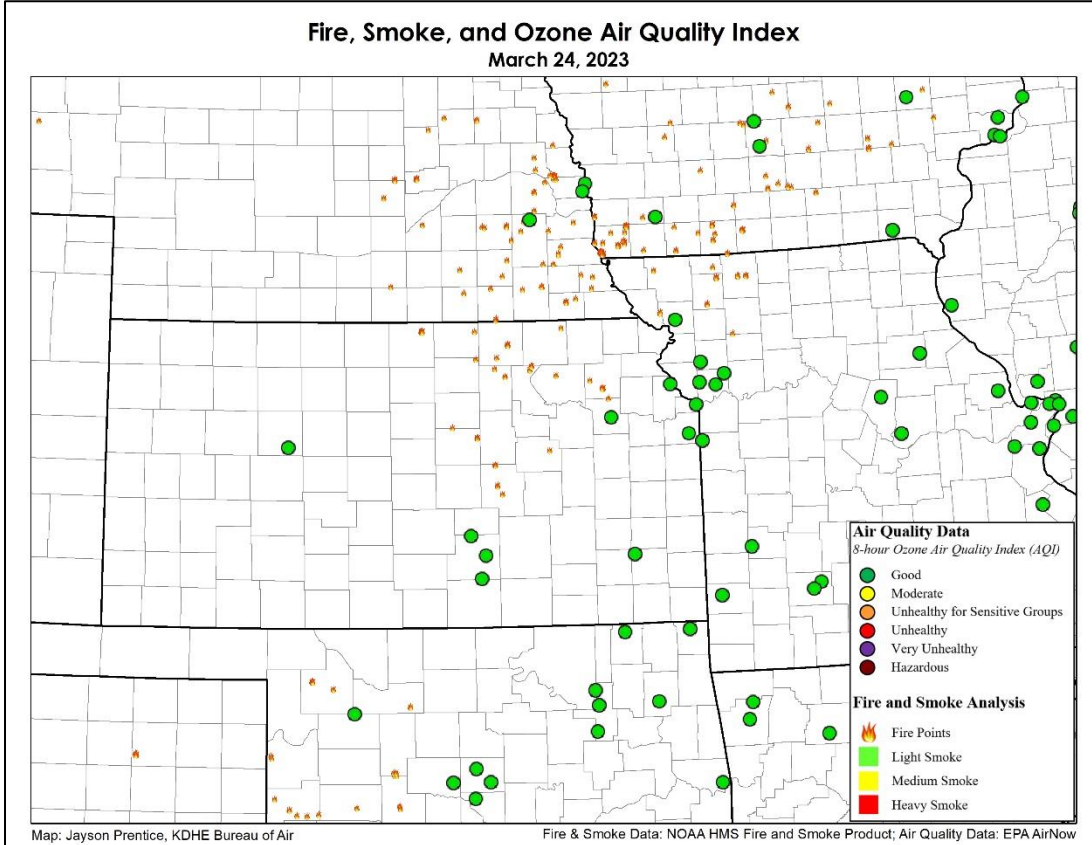 Fire, Smoke, and Ozone Air Quality Index
March 24, 2023
Air Quality Data
8-hour Ozone Air Quality Index (AQI)
Good
Moderate
Unhealthy for Sensitive Groups
Unhealthy
Very Unhealthy
Hazardous
Fire and Smoke Analysis
Fire Points
Light Smoke
Medium Smoke
Heavy Smoke
Map: Jayson Prentice, KDHE Bureau of Air
Fire & Smoke Data: NOAA HMS Fire and Smoke Product; Air Quality Data: EPA AirNow